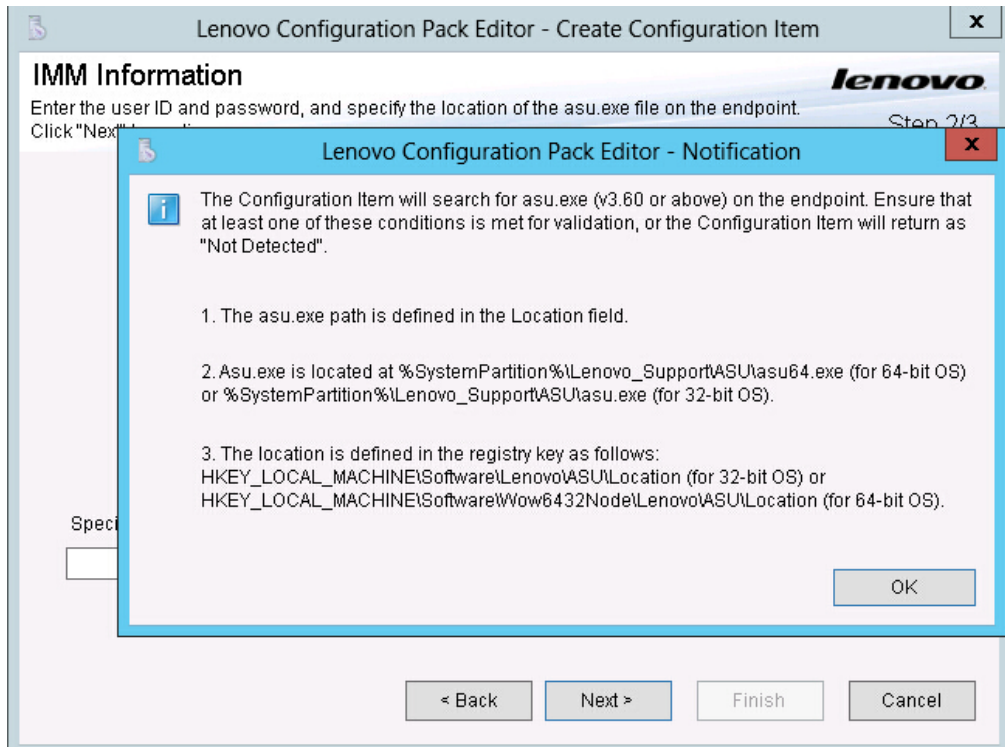 Lenovo Configuration Pack Editor - Create Configuration Item
x
IMM Information
lenovo
Enter the user ID and password, and specify the location of the asu.exe file on the endpoint.
Click "Next"
Step 2/3
Lenovo Configuration Pack Editor - Notification
x
The Configuration Item will search for asu.exe (v3.60 or above) on the endpoint. Ensure that
at least one of these conditions is met for validation, or the Configuration Item will return as
"Not Detected".
1. The asu.exe path is defined in the Location field.
2. Asu.exe is located at %SystemPartition%\Lenovo_Support\ASU\asu64.exe (for 64-bit OS)
or %SystemPartition%\Lenovo_Support\ASU\asu.exe (for 32-bit OS).
3. The location is defined in the registry key as follows:
HKEY_LOCAL_MACHINE\Software\Lenovo\ASU\Location (for 32-bit OS) or
HKEY_LOCAL_MACHINE\Software\Wow6432Node\Lenovo\ASU\Location (for 64-bit OS).
Speci
OK
< Back
Next >
Finish
Cancel